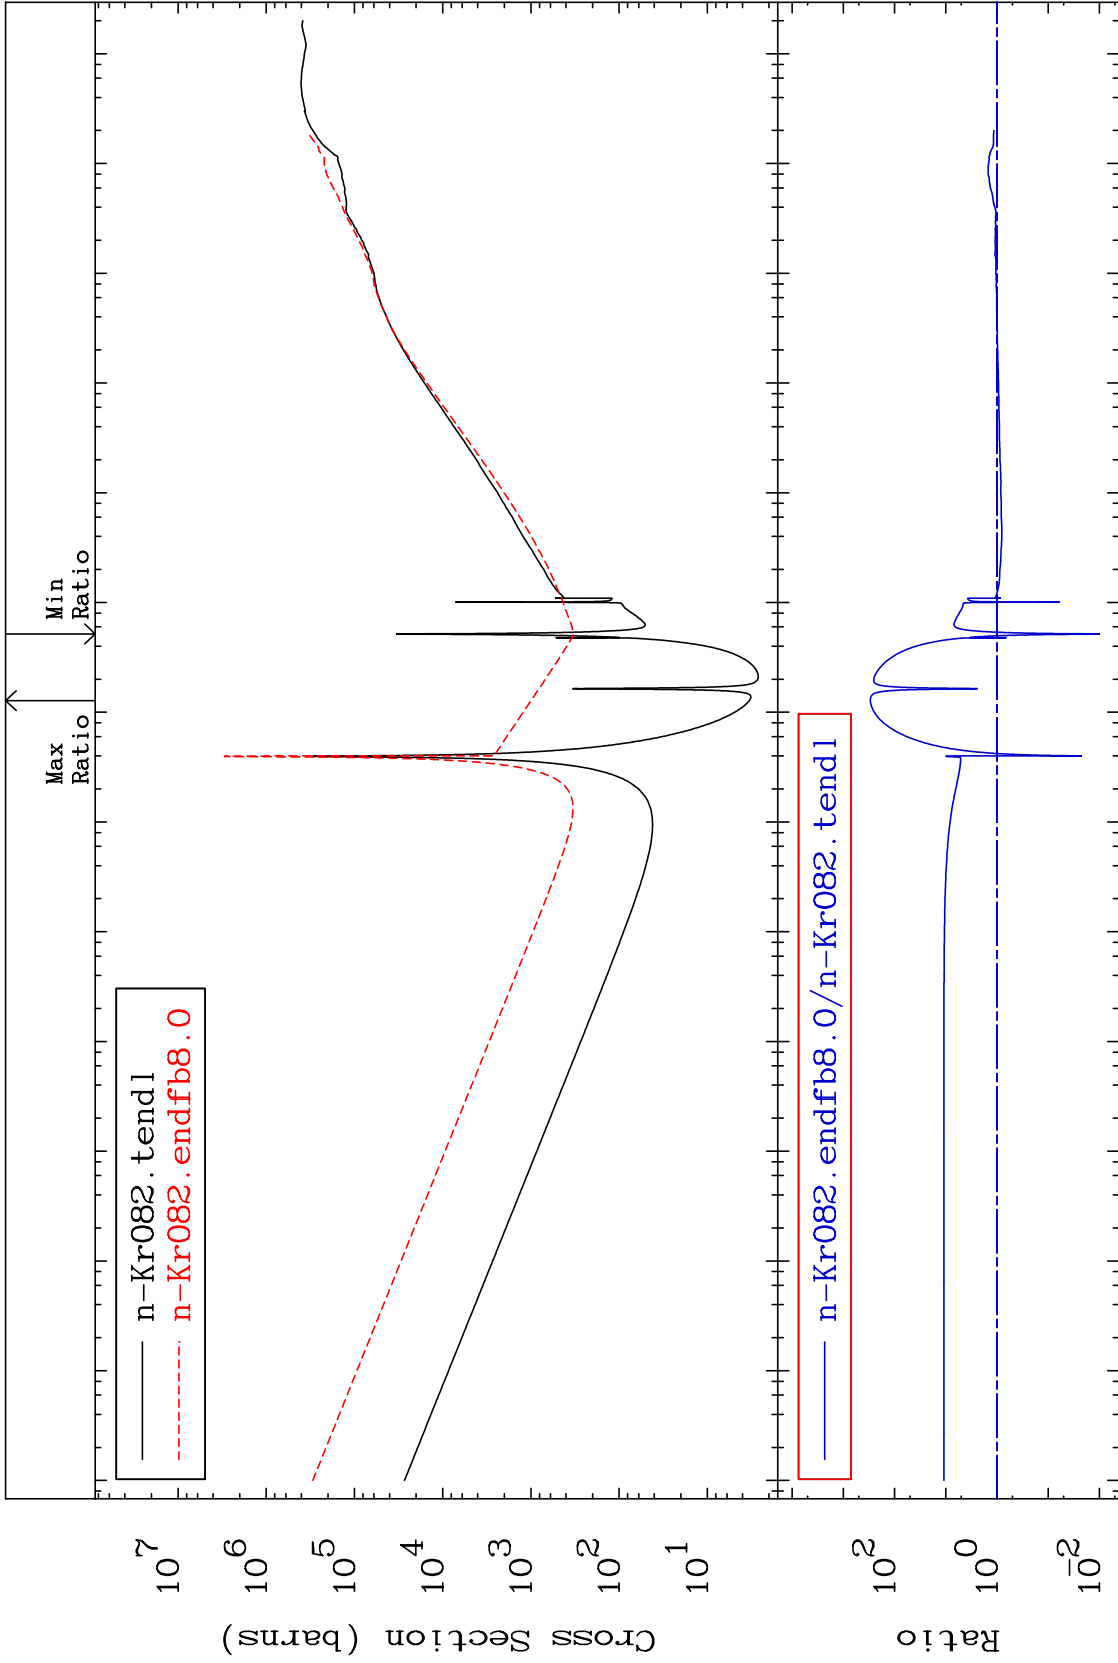 Max
Ratio
Min
Ratio
n-Kr082.tendl
n-Kr082.endfb8.0
Cross Section (barns)
10^7
10^6
10^5
10^4
10^3
10^2
10^1
n-Kr082.endfb8.0/n-Kr082.tendl
Ratio
10^2
10^0
10^-2